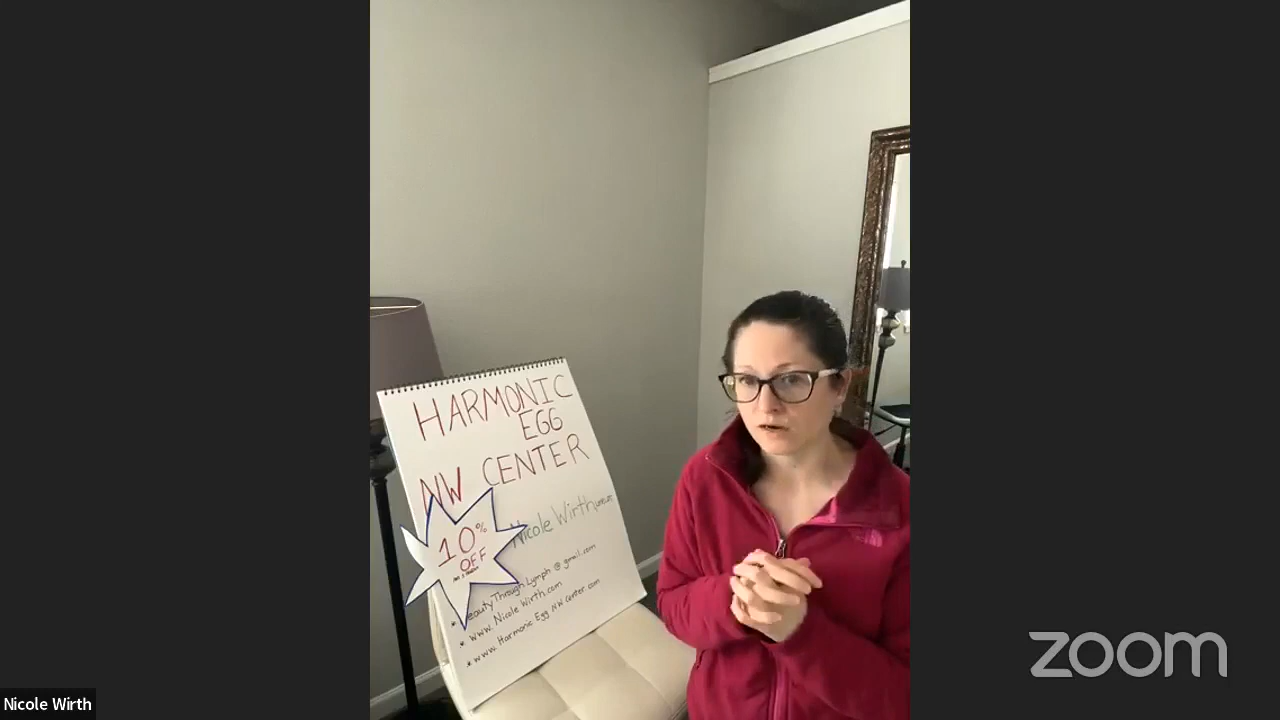 HARMONIC
EGG
NW CENTER
Nicole Wirth
10%
OFF
BeautyThroughLymph@gmail.com
* www.NicoleWirth.com
* www.HarmonicEggNWCenter.com
zoom
Nicole Wirth